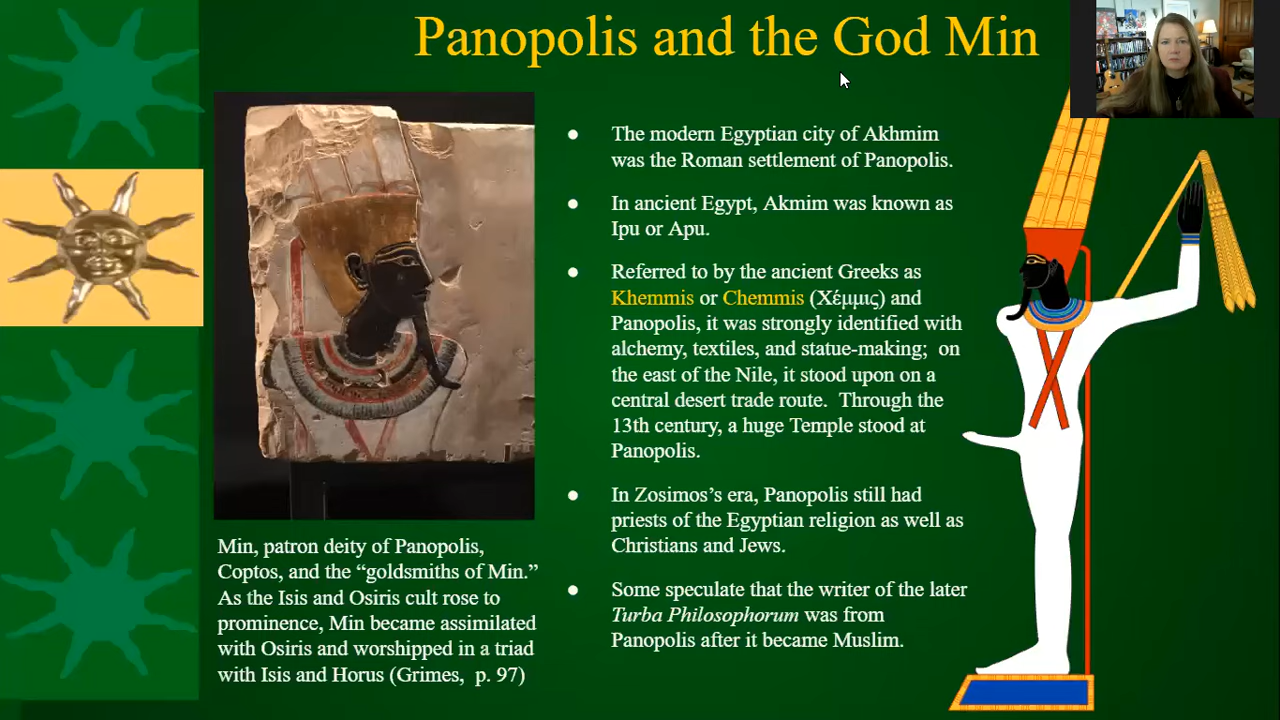 Panopolis and the God Min
The modern Egyptian city of Akhmim
was the Roman settlement of Panopolis.
In ancient Egypt, Akmim was known as
Ipu or Apu.
Referred to by the ancient Greeks as
Khemmis or Chemmis (Χέμμις) and
Panopolis, it was strongly identified with
alchemy, textiles, and statue-making; on
the east of the Nile, it stood upon on a
central desert trade route. Through the
13th century, a huge Temple stood at
Panopolis.
In Zosimos’s era, Panopolis still had
priests of the Egyptian religion as well as
Christians and Jews.
Some speculate that the writer of the later
Turba Philosophorum was from
Panopolis after it became Muslim.
Min, patron deity of Panopolis,
Coptos, and the “goldsmiths of Min.”
As the Isis and Osiris cult rose to
prominence, Min became assimilated
with Osiris and worshipped in a triad
with Isis and Horus (Grimes, p. 97)